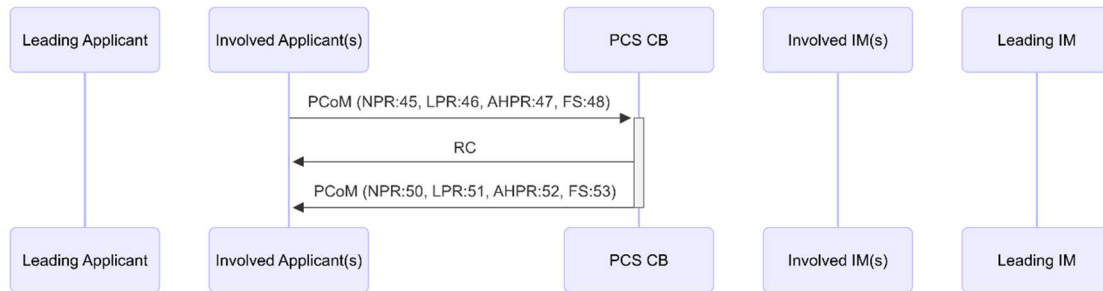 Leading Applicant
Involved Applicant(s)
PCS CB
Involved IM(s)
Leading IM
PCoM (NPR:45, LPR:46, AHPR:47, FS:48)
RC
PCoM (NPR:50, LPR:51, AHPR:52, FS:53)
Leading Applicant
Involved Applicant(s)
PCS CB
Involved IM(s)
Leading IM